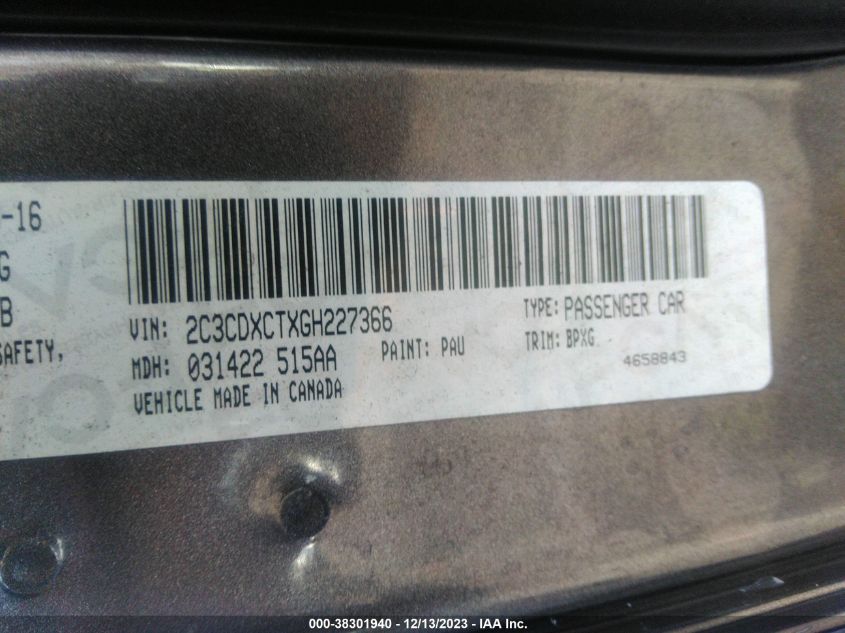 -16
G
B
SAFETY,
VIN: 2C3CDXCTXGH227366
TYPE: PASSENGER CAR
MDH: 031422 515AA
PAINT: PAU
TRIM: BPXG
VEHICLE MADE IN CANADA
4658843
000-38301940 - 12/13/2023 - IAA Inc.